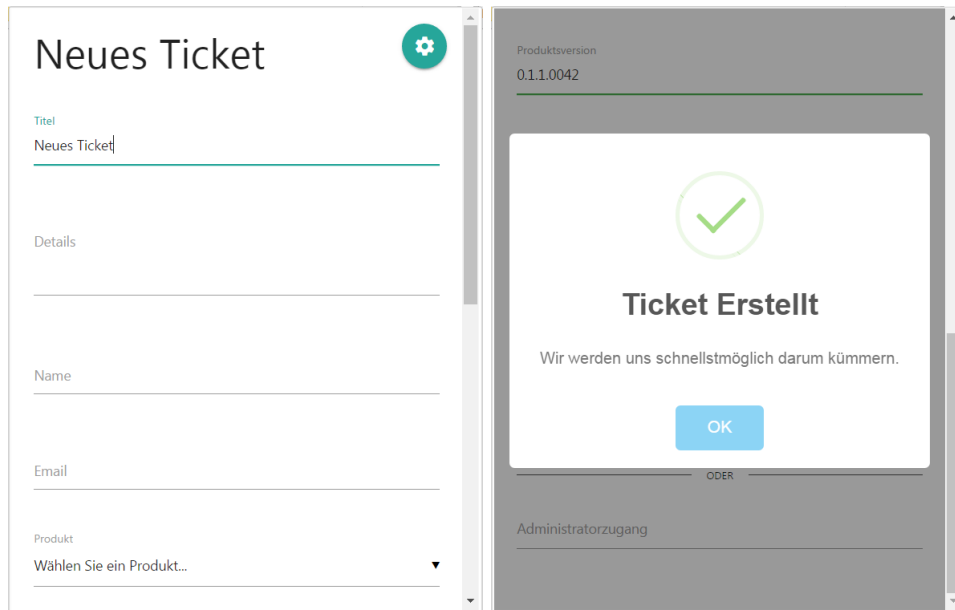 Neues Ticket
Titel
Neues Ticket
Details
Name
Email
Produkt
Wählen Sie ein Produkt...
Produktsversion
0.1.1.0042
Ticket Erstellt
Wir werden uns schnellstmöglich darum kümmern.
OK
ODER
Administratorzugang